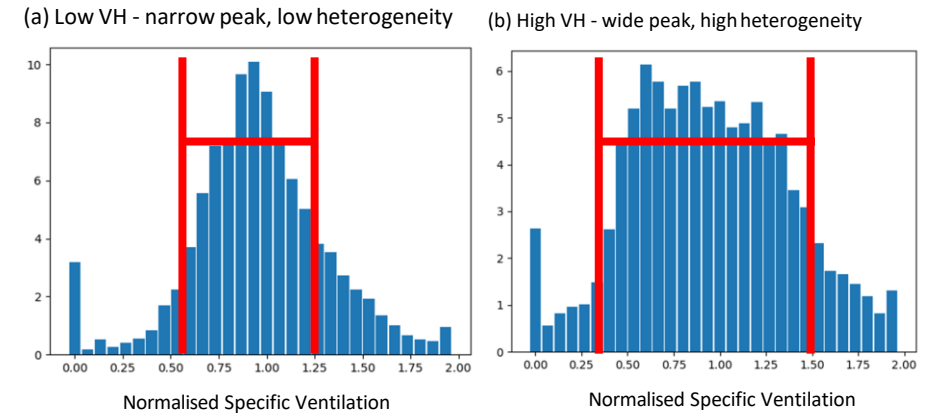 (a) Low VH - narrow peak, low heterogeneity
10
8
6
4
2
0
0.00 0.25 0.50 0.75 1.00 1.25 1.50 1.75 2.00
Normalised Specific Ventilation
(b) High VH - wide peak, high heterogeneity
6
5
4
3
2
1
0
0.00 0.25 0.50 0.75 1.00 1.25 1.50 1.75 2.00
Normalised Specific Ventilation